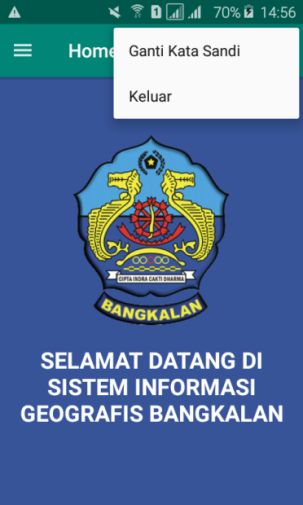 70% 14:56
Home
Ganti Kata Sandi
Keluar
CIPTA INDRA CAKTI DHARMA
BANGKALAN
SELAMAT DATANG DI
SISTEM INFORMASI
GEOGRAFIS BANGKALAN